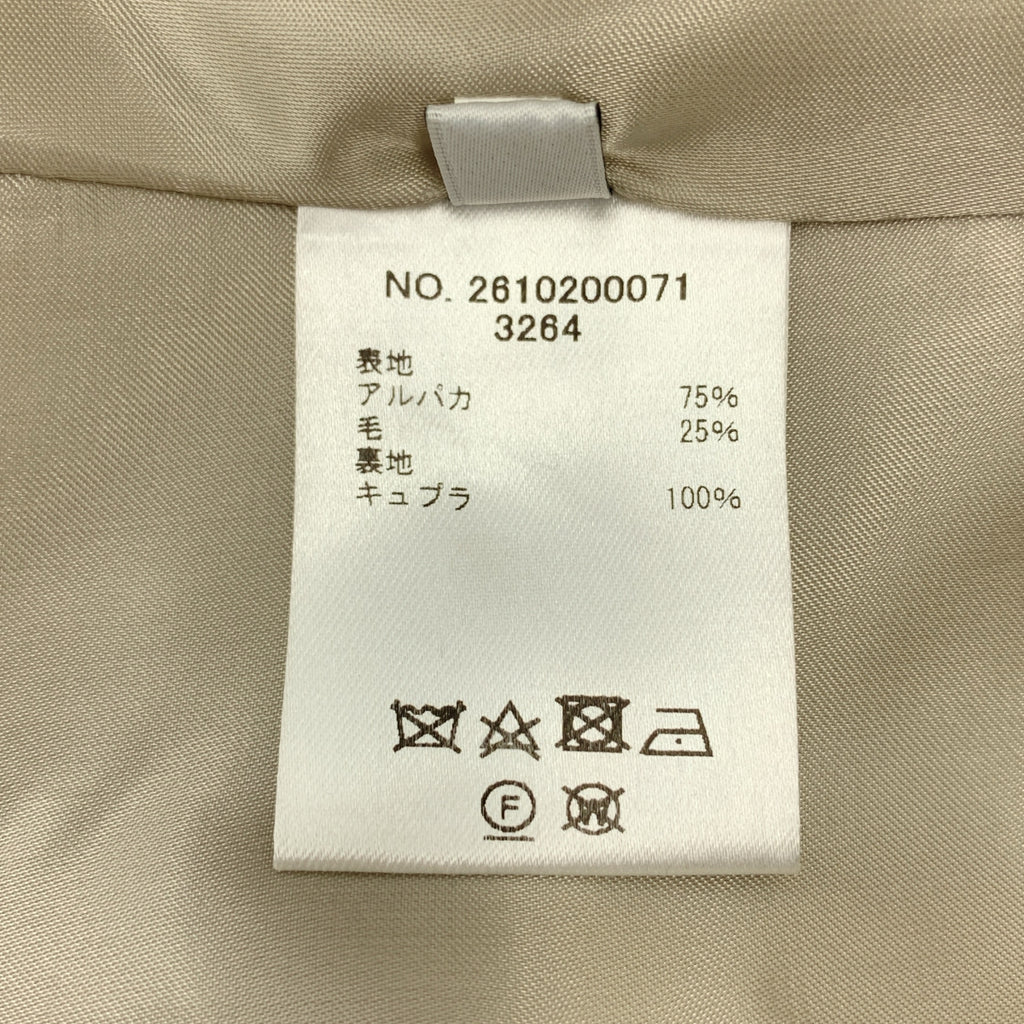 NO. 2610200071
3264
表地
アルパカ 75%
毛 25%
裏地
キュプラ 100%
F
W